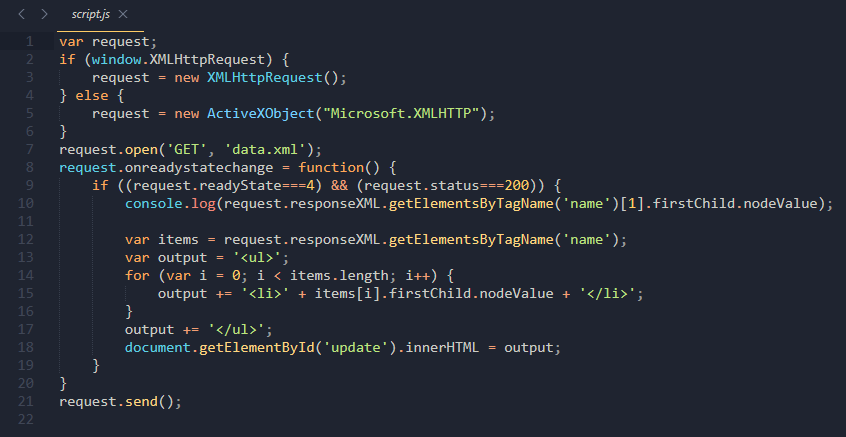 script.js
1 var request;
2 if (window.XMLHttpRequest) {
3     request = new XMLHttpRequest();
4 } else {
5     request = new ActiveXObject("Microsoft.XMLHTTP");
6 }
7 request.open('GET', 'data.xml');
8 request.onreadystatechange = function() {
9     if ((request.readyState===4) && (request.status===200)) {
10         console.log(request.responseXML.getElementsByTagName('name')[1].firstChild.nodeValue);
11
12         var items = request.responseXML.getElementsByTagName('name');
13         var output = '<ul>';
14         for (var i = 0; i < items.length; i++) {
15             output += '<li>' + items[i].firstChild.nodeValue + '</li>';
16         }
17         output += '</ul>';
18         document.getElementById('update').innerHTML = output;
19     }
20 }
21 request.send();
22